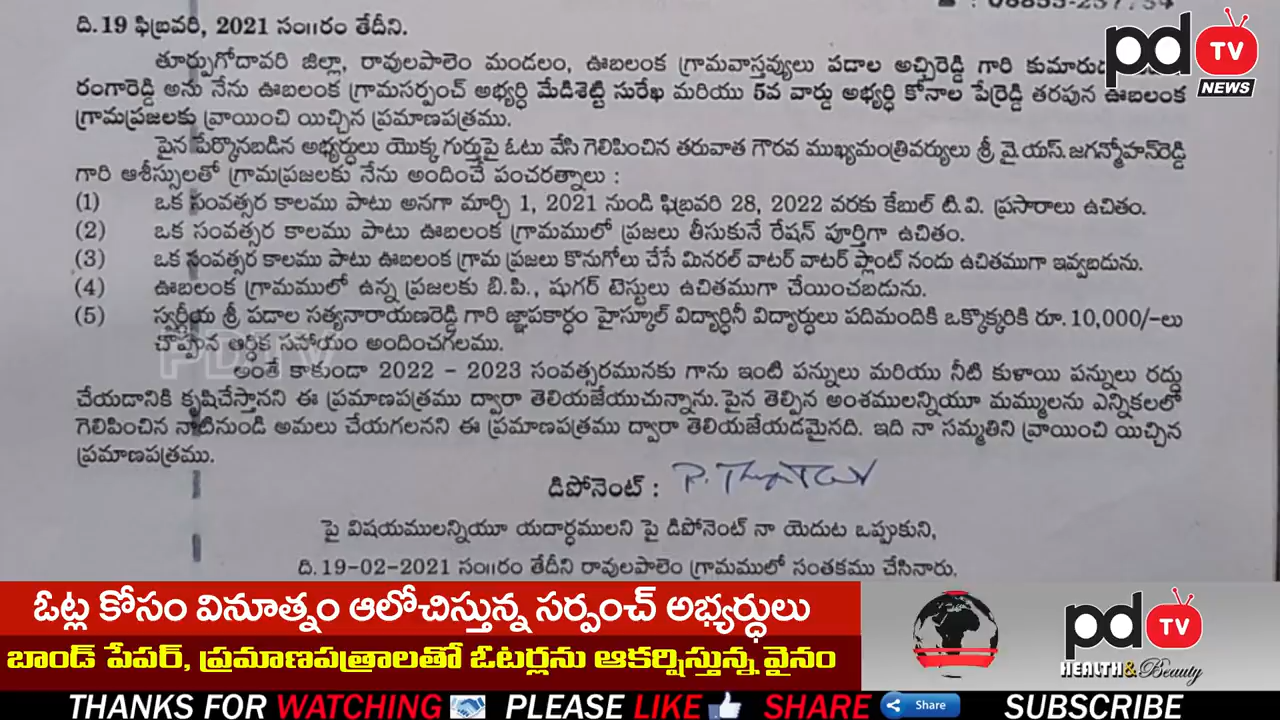 ది.19 ఫిబ్రవరి, 2021 సం॥రం తేదీని.
pd TV NEWS
తూర్పుగోదావరి జిల్లా, రావులపాలెం మండలం, ఊబలంక గ్రామవాస్తవ్యులు పడాల అచ్చిరెడ్డి గారి
రంగారెడ్డి అను నేను ఊబలంక గ్రామసర్పంచ్ అభ్యర్ధి మేడిశెట్టి సురేఖ మరియు 5వ వార్డు అభ్యర్ధి కోనాల పేర్రెడ్డి తరపున ఊబలంక
గ్రామప్రజలకు వ్రాయించి యిచ్చిన ప్రమాణపత్రము.
పైన పేర్కొనబడిన అభ్యర్ధులు యొక్క గుర్తుపై ఓటు వేసి గెలిపించిన తరువాత గౌరవ ముఖ్యమంత్రివర్యులు శ్రీ వై.యస్.జగన్మోహన్‌రెడ్డి
గారి ఆశీస్సులతో గ్రామప్రజలకు నేను అందించే పంచరత్నాలు :
(1) ఒక సంవత్సర కాలము పాటు అనగా మార్చి 1, 2021 నుండి ఫిబ్రవరి 28, 2022 వరకు కేబుల్ టి.వి. ప్రసారాలు ఉచితం.
(2) ఒక సంవత్సర కాలము పాటు ఊబలంక గ్రామములో ప్రజలు తీసుకునే రేషన్ పూర్తిగా ఉచితం.
(3) ఒక సంవత్సర కాలము పాటు ఊబలంక గ్రామ ప్రజలు కొనుగోలు చేసే మినరల్ వాటర్ వాటర్ ప్లాంట్ నందు ఉచితముగా ఇవ్వబడును.
(4) ఊబలంక గ్రామములో ఉన్న ప్రజలకు బి.పి., షుగర్ టెస్టులు ఉచితముగా చేయించబడును.
(5) స్వర్గీయ శ్రీ పడాల సత్యనారాయణరెడ్డి గారి జ్ఞాపకార్ధం హైస్కూల్ విద్యార్ధినీ విద్యార్ధులు పదిమందికి ఒక్కొక్కరికి రూ.10,000/-లు
చొప్పున ఆర్ధిక సహాయం అందించగలము.
PDTV
అంతే కాకుండా 2022 - 2023 సంవత్సరమునకు గాను ఇంటి పన్నులు మరియు నీటి కుళాయి పన్నులు రద్దు
చేయడానికి కృషిచేస్తానని ఈ ప్రమాణపత్రము ద్వారా తెలియజేయుచున్నాను.పైన తెల్పిన అంశములన్నియూ మమ్ములను ఎన్నికలలో
గెలిపించిన నాటినుండి అమలు చేయగలనని ఈ ప్రమాణపత్రము ద్వారా తెలియజేయడమైనది. ఇది నా సమ్మతిని వ్రాయించి యిచ్చిన
ప్రమాణపత్రము.
డిపోనెంట్ :
పై విషయములన్నియూ యదార్ధములని పై డిపోనెంట్ నా యెదుట ఒప్పుకుని,
ది.19-02-2021 సం॥రం తేదీని రావులపాలెం గ్రామములో సంతకము చేసినారు.
ఓట్ల కోసం వినూత్నం ఆలోచిస్తున్న సర్పంచ్ అభ్యర్ధులు
బాండ్ పేపర్, ప్రమాణపత్రాలతో ఓటర్లను ఆకర్షిస్తున్న వైనం
pd TV
HEALTH & Beauty
THANKS FOR WATCHING PLEASE LIKE SHARE Share SUBSCRIBE